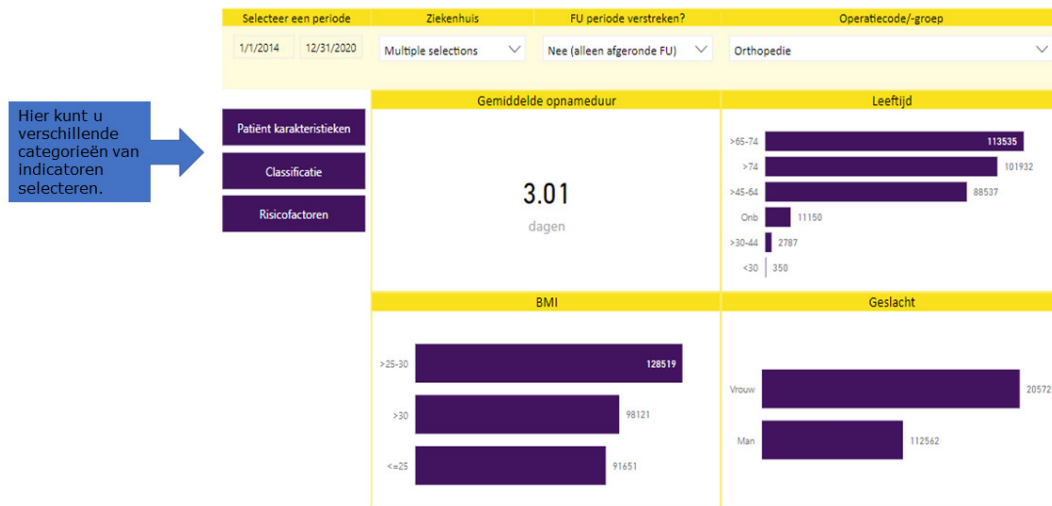 Selecteer een periode
1/1/2014 12/31/2020
Ziekenhuis
Multiple selections
FU periode verstreken?
Nee (alleen afgeronde FU)
Operatiecode/-groep
Orthopedie
Hier kunt u
verschillende
categorieën van
indicatoren
selecteren.
Patiënt karakteristieken
Classificatie
Risicofactoren
Gemiddelde opnameduur
3.01
dagen
Leeftijd
>65-74 113535
>74 101932
>45-64 88537
Onb 11150
>30-44 2787
<30 350
BMI
>25-30 128519
>30 98121
<=25 91651
Geslacht
Vrouw
Man 112562